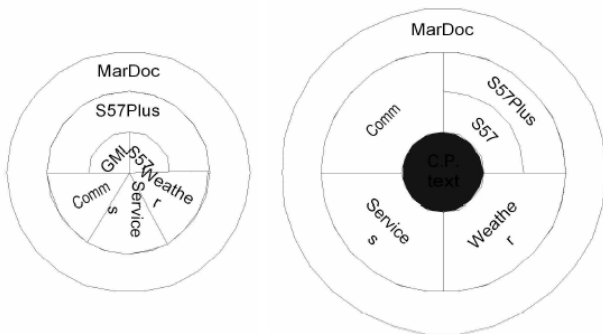 MarDoc
S57Plus
GML
S57
Weathe
r
Service
s
Comm
s
MarDoc
Comm
S57Plus
S57
C.P.
text
Service
s
Weathe
r